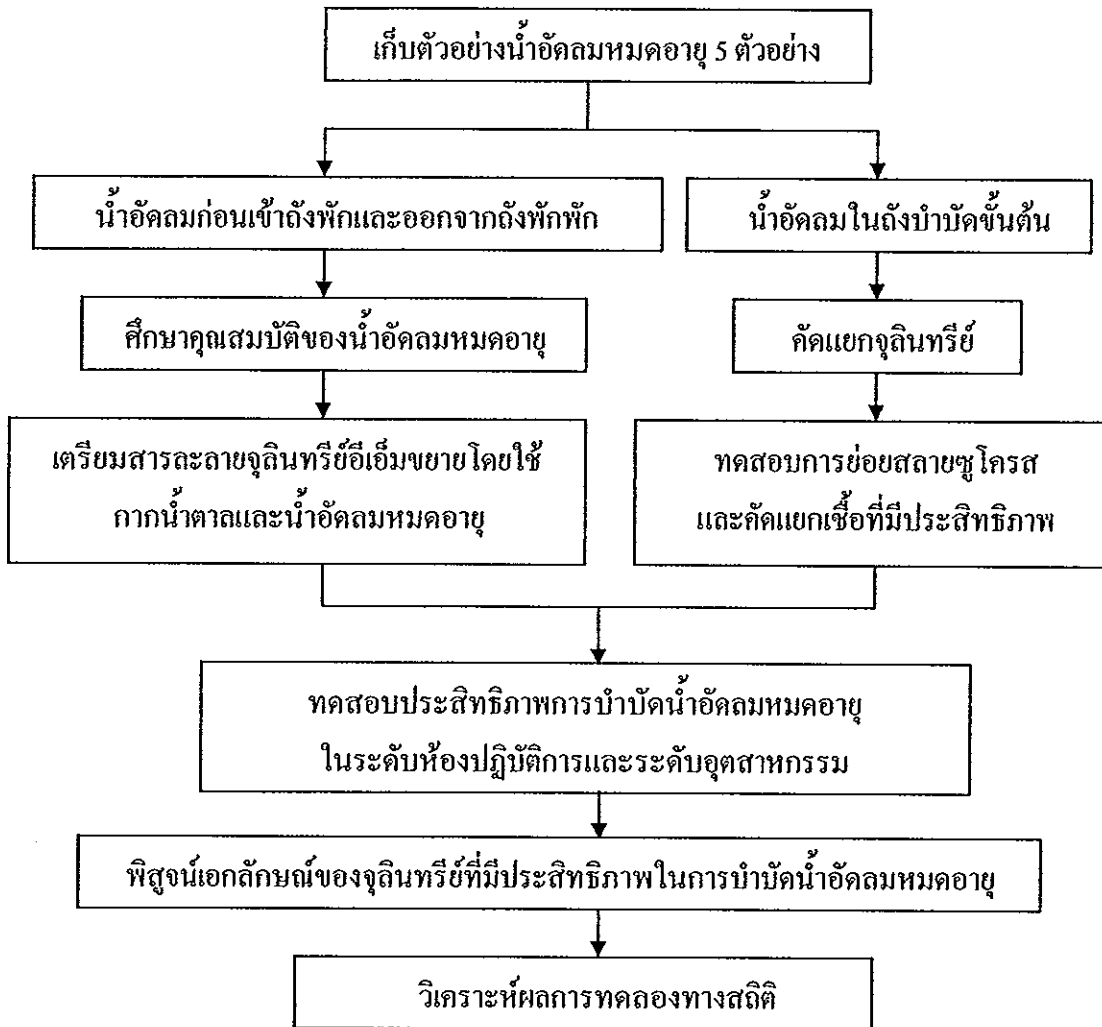 เก็บตัวอย่างน้ำอัดลมหมดอายุ 5 ตัวอย่าง
น้ำอัดลมก่อนเข้าถังพักและออกจากถังพักพัก
น้ำอัดลมในถังบำบัดขั้นต้น
ศึกษาคุณสมบัติของน้ำอัดลมหมดอายุ
คัดแยกจุลินทรีย์
เตรียมสารละลายจุลินทรีย์อีเอ็มขยายโดยใช้
กากน้ำตาลและน้ำอัดลมหมดอายุ
ทดสอบการย่อยสลายซูโครส
และคัดแยกเชื้อที่มีประสิทธิภาพ
ทดสอบประสิทธิภาพการบำบัดน้ำอัดลมหมดอายุ
ในระดับห้องปฏิบัติการและระดับอุตสาหกรรม
พิสูจน์เอกลักษณ์ของจุลินทรีย์ที่มีประสิทธิภาพในการบำบัดน้ำอัดลมหมดอายุ
วิเคราะห์ผลการทดลองทางสถิติ